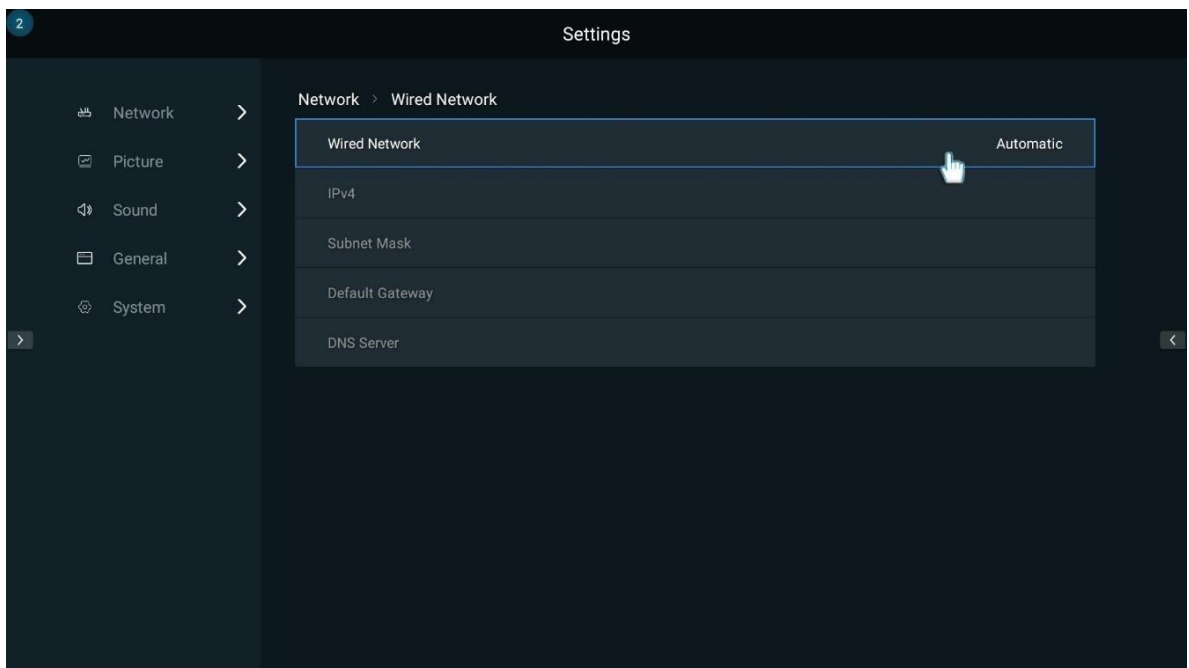 2
Settings
Network
Picture
Sound
General
System
Network > Wired Network
Wired Network Automatic
IPv4
Subnet Mask
Default Gateway
DNS Server